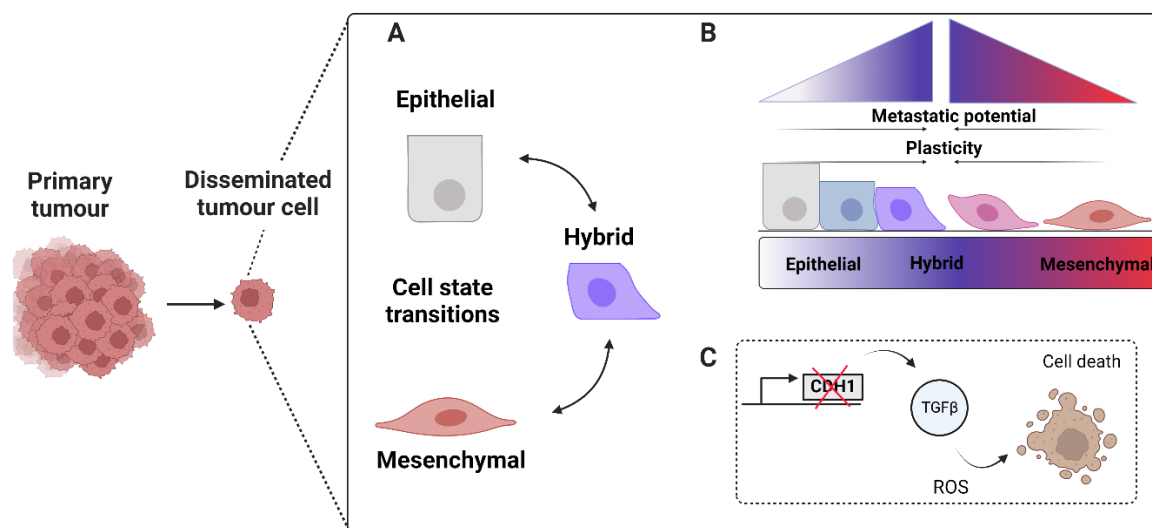 Primary
tumour
Disseminated
tumour cell
A
Epithelial
Hybrid
Cell state
transitions
Mesenchymal
B
Metastatic potential
Plasticity
Epithelial
Hybrid
Mesenchymal
C
CDH1
TGFβ
Cell death
ROS